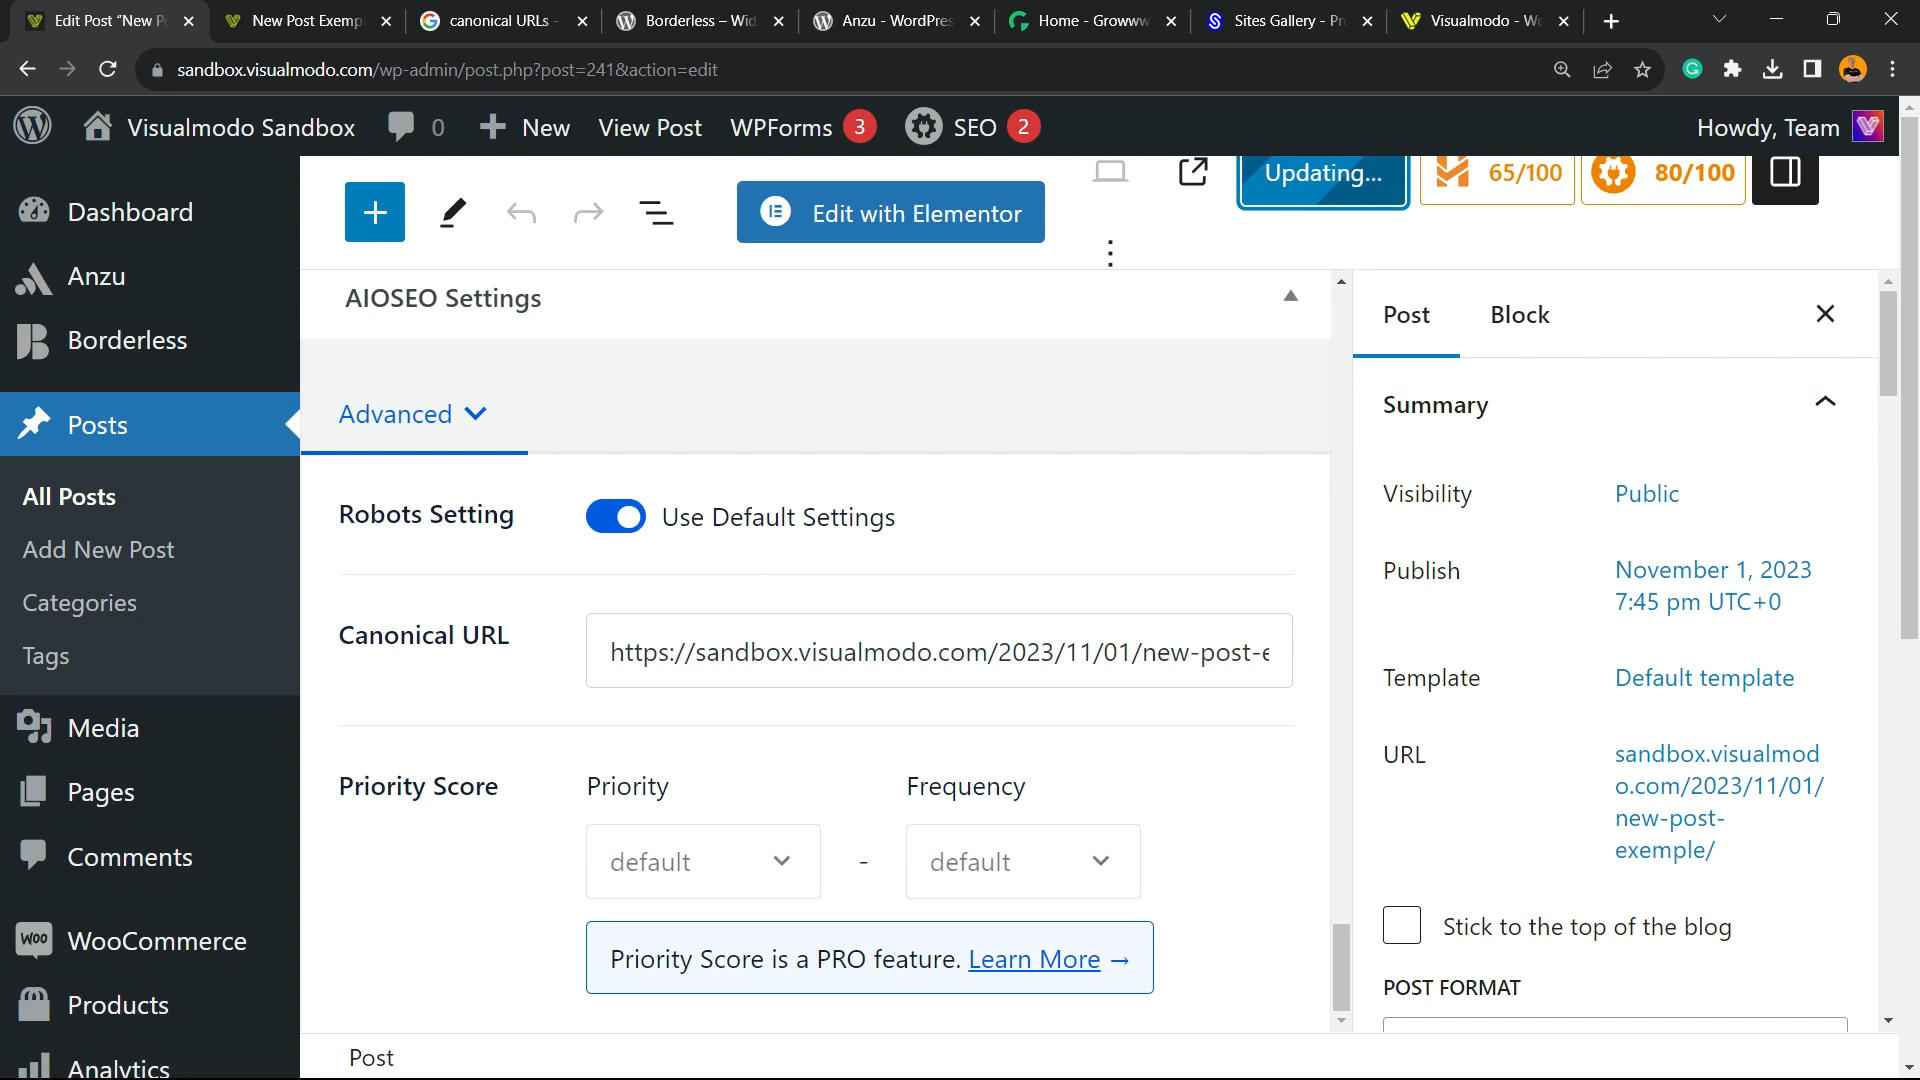 Edit Post "New P
New Post Exempl
canonical URLs -
Borderless – Wid
Anzu - WordPres
Home - Growww
Sites Gallery - Pr
Visualmodo - Wo
sandbox.visualmodo.com/wp-admin/post.php?post=241&action=edit
Visualmodo Sandbox
0
New
View Post
WPForms 3
SEO 2
Howdy, Team
Dashboard
Anzu
Borderless
Posts
All Posts
Add New Post
Categories
Tags
Media
Pages
Comments
WooCommerce
Products
Analytics
Edit with Elementor
Updating...
65/100
80/100
AIOSEO Settings
Advanced
Robots Setting
Use Default Settings
Canonical URL
https://sandbox.visualmodo.com/2023/11/01/new-post-e
Priority Score
Priority
Frequency
default
-
default
Priority Score is a PRO feature. Learn More →
Post
Post
Block
Summary
Visibility
Public
Publish
November 1, 2023
7:45 pm UTC+0
Template
Default template
URL
sandbox.visualmod
o.com/2023/11/01/
new-post-
exemple/
Stick to the top of the blog
POST FORMAT